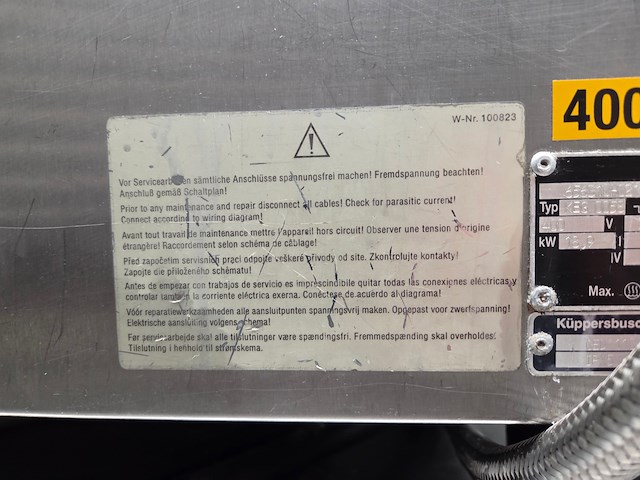 W-Nr. 100823
400
Vor Servicearbeiten sämtliche Anschlüsse spannungsfrei machen! Fremdspannung beachten!
Anschluß gemäß Schaltplan!
Prior to any maintenance and repair disconnect all cables! Check for parasitic current!
Connect according to wiring diagram!
Avant tout travail de maintenance mettre l'appareil hors circuit! Observer une tension d'origine
étrangère! Raccordement selon schéma de câblage!
Před započetím servisních prací odpojte veškeré přívody od sítě. Zkontrolujte kontakty!
Zapojte dle přiloženého schématu!
Antes de empezar con trabajos de servicio es imprescindibile quitar todas las conexiones eléctricas y
controlar también la corriente eléctrica exerna. Conéctese de acuerdo al diagrama!
Vóór reparatiewerkzaamheden alle aansluitpunten spanningsvrij maken. Opgepast voor zwerfspanning!
Elektrische aansluiting volgens schema!
Før servicearbejde skal alle tilslutninger være spændingsfri. Fremmedspænding skal overholdes.
Tilslutning i henhold til strømskema.
Typ
kW
IV
Max.
Küppersbusc